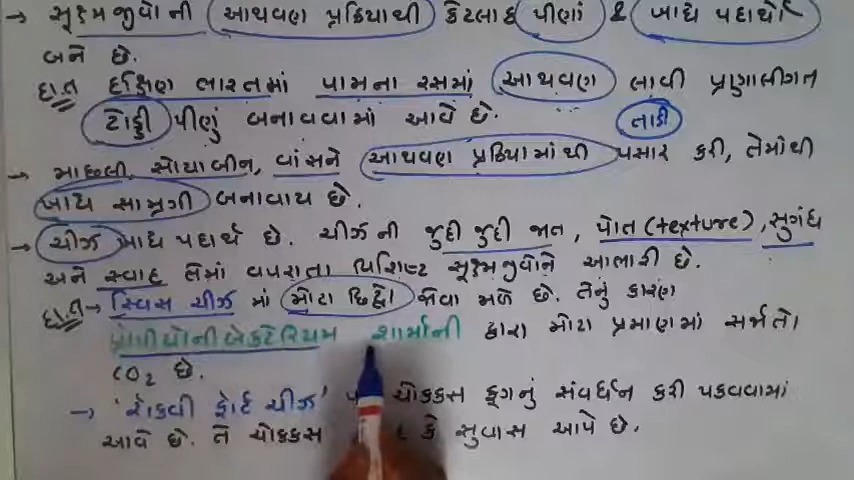 → સૂક્ષ્મજીવોની આથવણ પ્રક્રિયાથી કેટલાક પીણાં & ખાદ્ય પદાર્થો
બને છે.
દા.ત દક્ષિણ ભારતમાં પામના રસમાં આથવણ લાવી પ્રણાલીગત
ટોડ્ડી પીણું બનાવવામાં આવે છે. તાડી
→ માછલી, સોયાબીન, વાંસને આથવણ પ્રક્રિયામાંથી પસાર કરી, તેમાંથી
ખાદ્ય સામગ્રી બનાવાય છે.
→ ચીઝ ખાદ્ય પદાર્થ છે. ચીઝની જુદી જુદી જાત, પોત (texture), સુગંધ
અને સ્વાદ તેમાં વપરાતા વિશિષ્ટ સૂક્ષ્મજીવોને આભારી છે.
દા.ત → સ્વિસ ચીઝ માં મોટા છિદ્રો જોવા મળે છે. તેનું કારણ
પ્રોપીયોનીબેક્ટેરિયમ શાર્માની દ્વારા મોટા પ્રમાણમાં સર્જાતો
CO2 છે.
→ 'રોકવી ફોર્ટ ચીઝ' ચોક્કસ ફૂગનું સંવર્ધન કરી પકવવામાં
આવે છે. તે ચોક્કસ કે સુવાસ આપે છે.